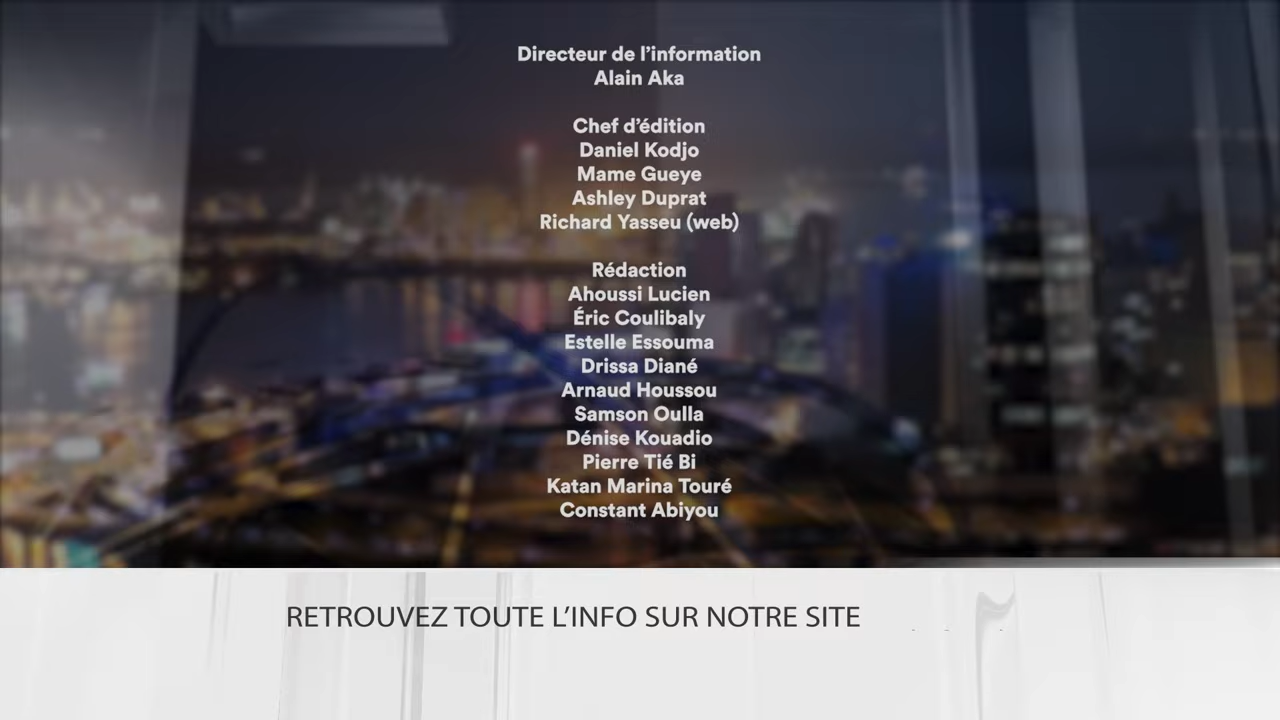 Directeur de l’information
Alain Aka
Chef d’édition
Daniel Kodjo
Mame Gueye
Ashley Duprat
Richard Yasseu (web)
Rédaction
Ahoussi Lucien
Éric Coulibaly
Estelle Essouma
Drissa Diané
Arnaud Houssou
Samson Oulla
Dénise Kouadio
Pierre Tié Bi
Katan Marina Touré
Constant Abiyou
RETROUVEZ TOUTE L’INFO SUR NOTRE SITE